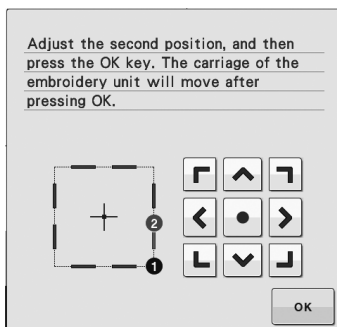 Adjust the second position, and then
press the OK key. The carriage of the
embroidery unit will move after
pressing OK.
2
1
OK